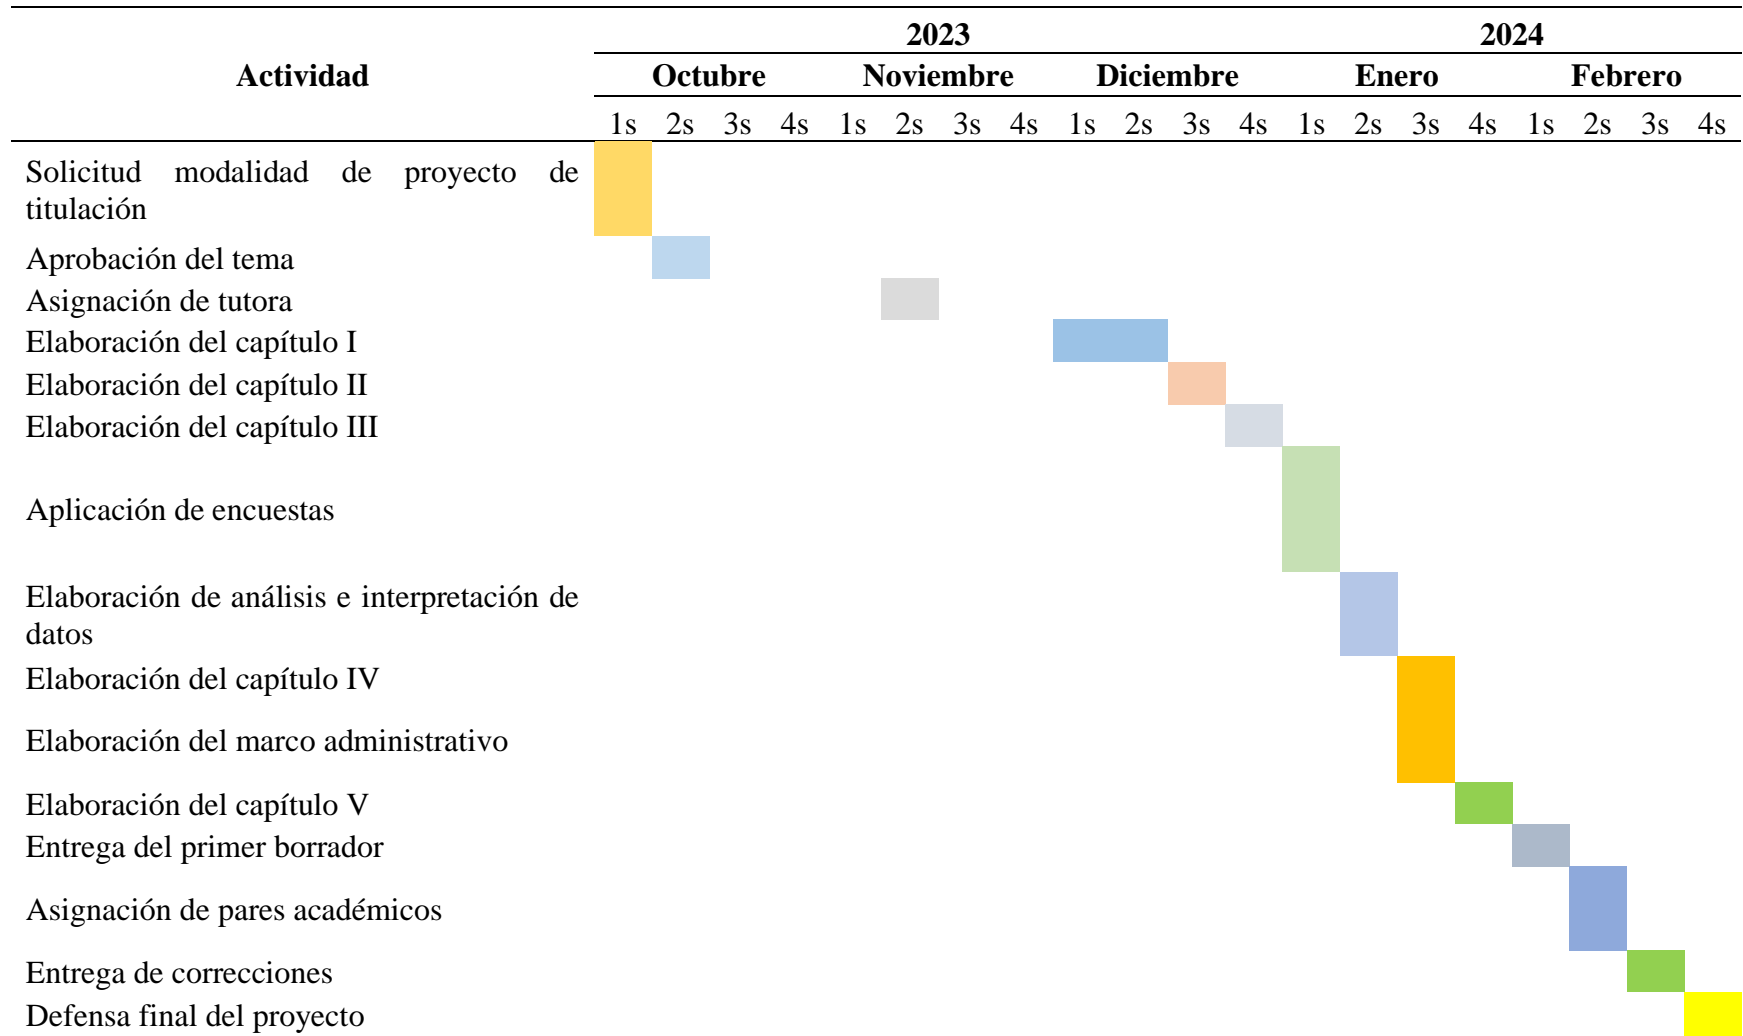 2023 2024
Actividad
Octubre Noviembre Diciembre Enero Febrero
1s 2s 3s 4s 1s 2s 3s 4s 1s 2s 3s 4s 1s 2s 3s 4s 1s 2s 3s 4s
Solicitud modalidad de proyecto de
titulación
Aprobación del tema
Asignación de tutora
Elaboración del capítulo I
Elaboración del capítulo II
Elaboración del capítulo III
Aplicación de encuestas
Elaboración de análisis e interpretación de
datos
Elaboración del capítulo IV
Elaboración del marco administrativo
Elaboración del capítulo V
Entrega del primer borrador
Asignación de pares académicos
Entrega de correcciones
Defensa final del proyecto